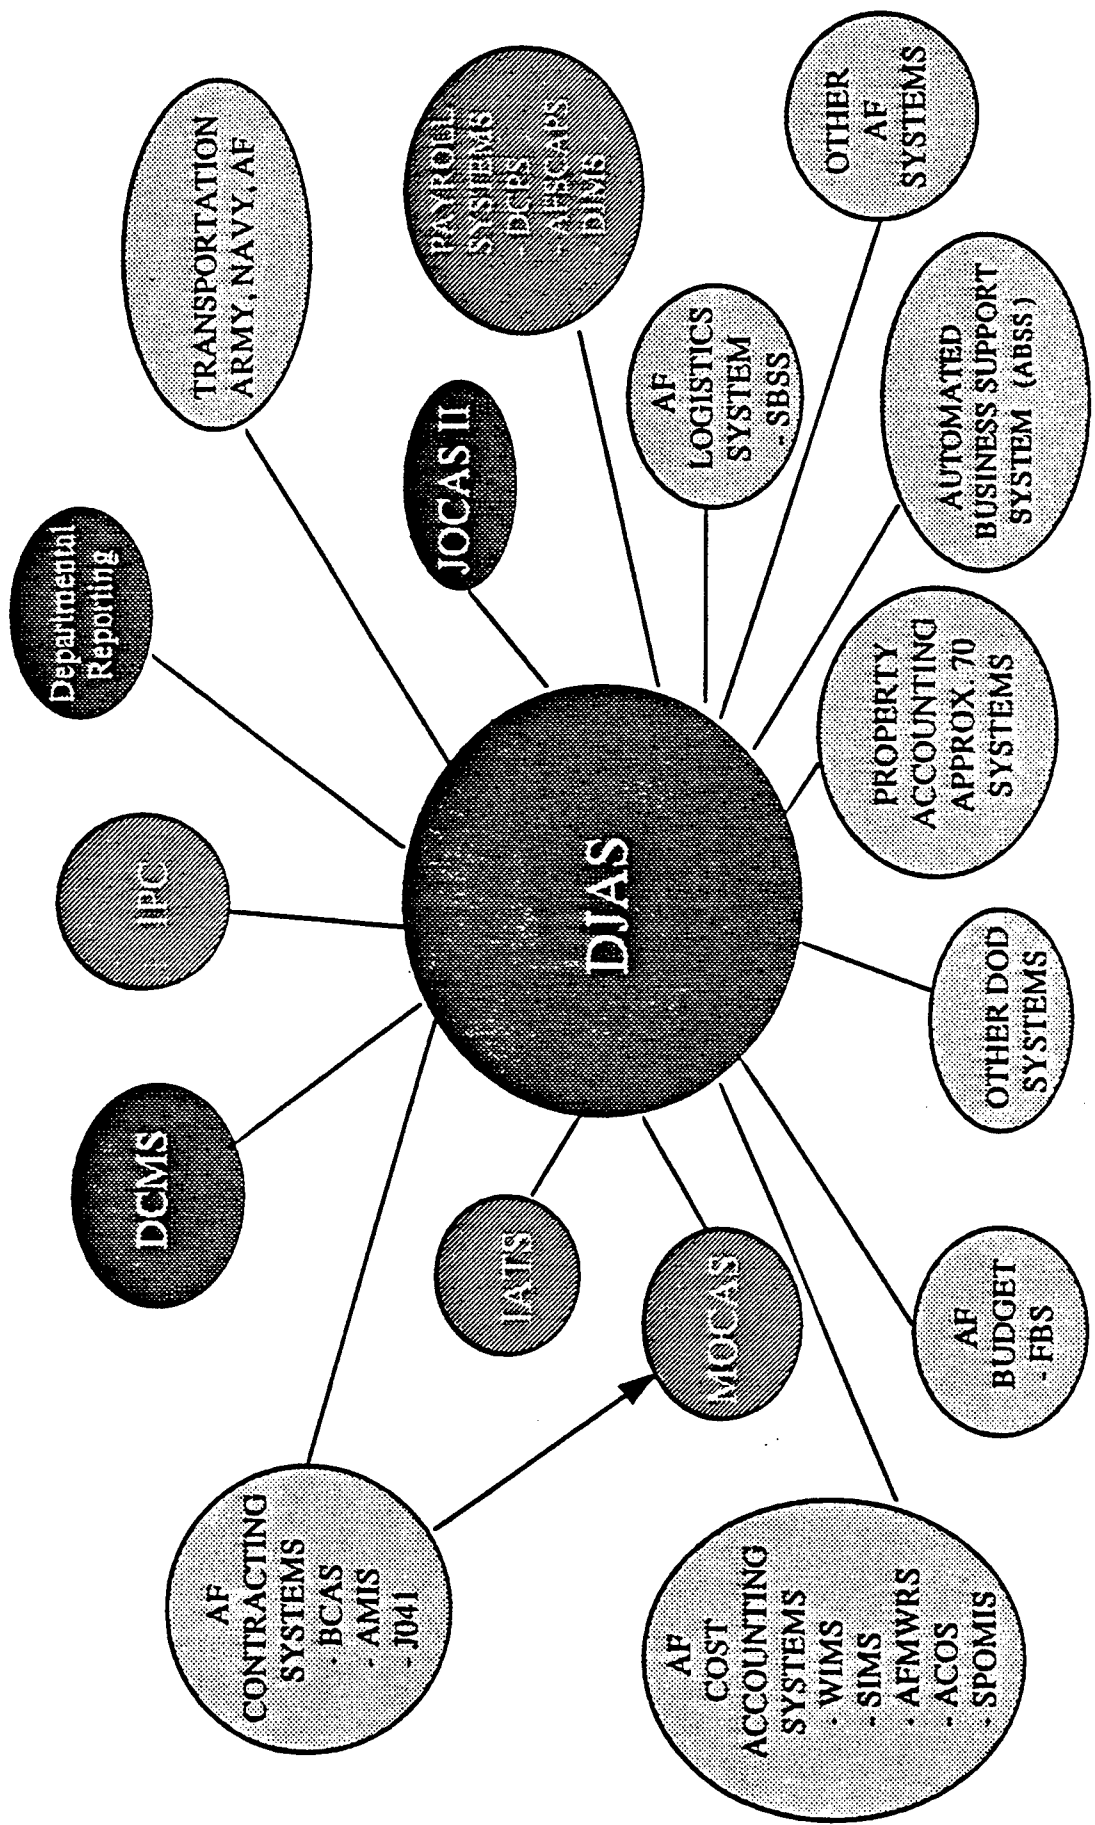 AF
CONTRACTING
SYSTEMS
- BCAS
- AMIS
- J041
DCMS
IPC
Departmental
Reporting
TRANSPORTATION
ARMY, NAVY, AF
IATS
MOCAS
DJAS
JOCAS II
PAYROLL
SYSTEMS
- DCPS
- AFSCAPS
- DJMS
AF
LOGISTICS
SYSTEM
- SBSS
OTHER
AF
SYSTEMS
AF
COST
ACCOUNTING
SYSTEMS
- WIMS
- SIMS
- AFMWRS
- ACOS
- SPOMIS
AF
BUDGET
- FBS
OTHER DOD
SYSTEMS
PROPERTY
ACCOUNTING
APPROX. 70
SYSTEMS
AUTOMATED
BUSINESS SUPPORT
SYSTEM (ABSS)